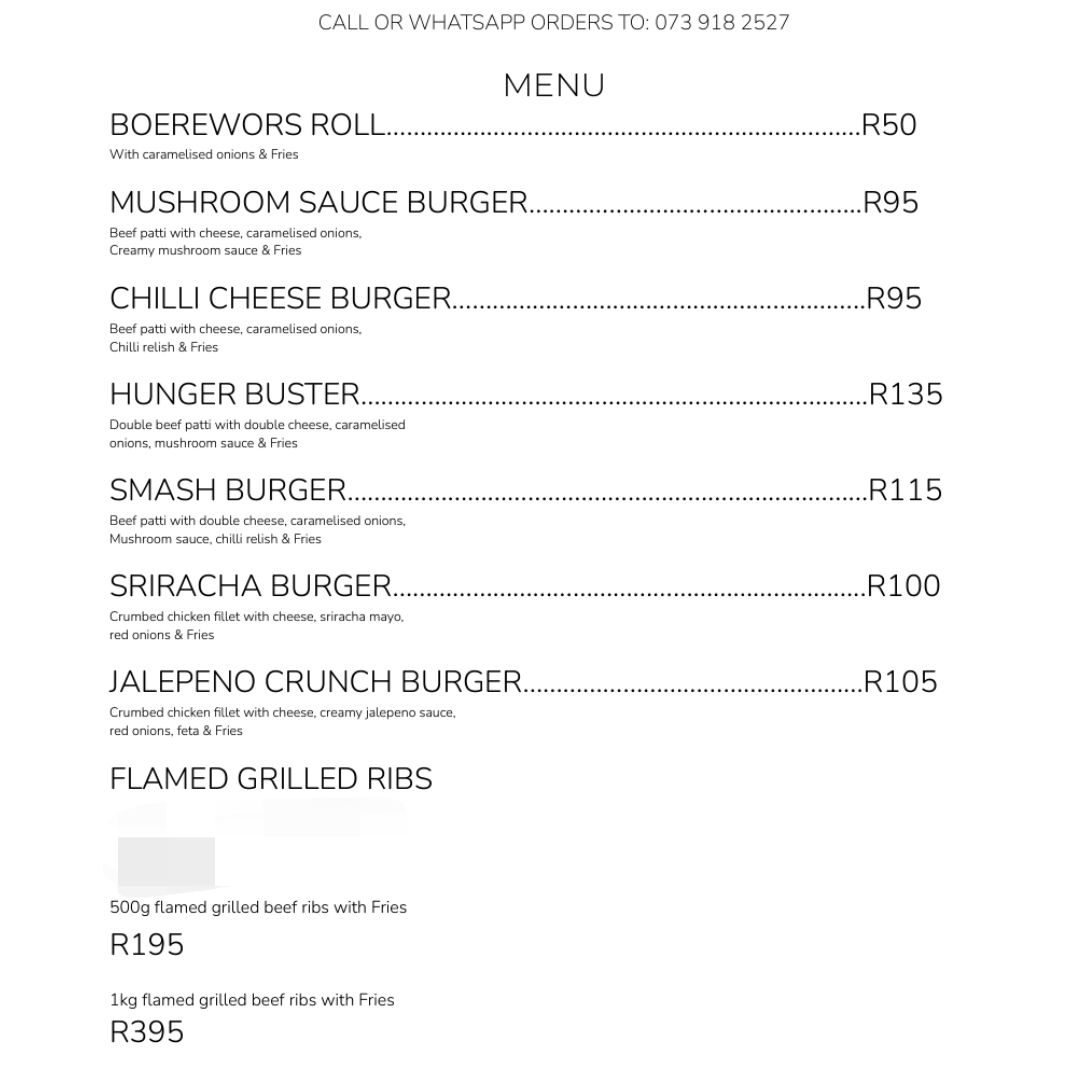 CALL OR WHATSAPP ORDERS TO: 073 918 2527
MENU
BOEREWORS ROLL......................................................................R50
With caramelised onions & Fries
MUSHROOM SAUCE BURGER.................................................R95
Beef patti with cheese, caramelised onions,
Creamy mushroom sauce & Fries
CHILLI CHEESE BURGER.............................................................R95
Beef patti with cheese, caramelised onions,
Chilli relish & Fries
HUNGER BUSTER...........................................................................R135
Double beef patti with double cheese, caramelised
onions, mushroom sauce & Fries
SMASH BURGER.............................................................................R115
Beef patti with double cheese, caramelised onions,
Mushroom sauce, chilli relish & Fries
SRIRACHA BURGER......................................................................R100
Crumbed chicken fillet with cheese, sriracha mayo,
red onions & Fries
JALEPENO CRUNCH BURGER..................................................R105
Crumbed chicken fillet with cheese, creamy jalepeno sauce,
red onions, feta & Fries
FLAMED GRILLED RIBS
500g flamed grilled beef ribs with Fries
R195
1kg flamed grilled beef ribs with Fries
R395